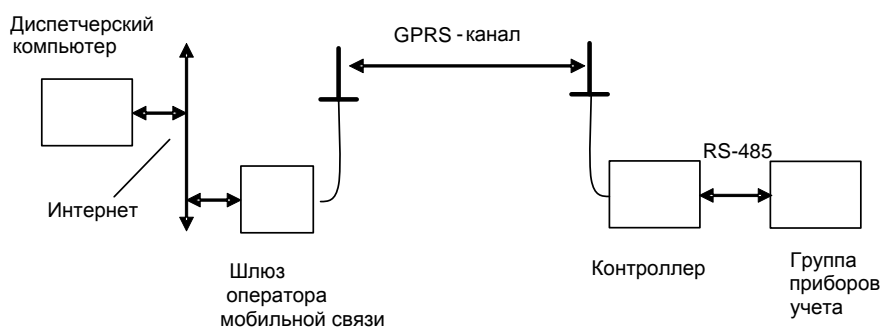 Диспетчерский
компьютер
GPRS - канал
RS-485
Интернет
Шлюз
оператора
мобильной связи
Контроллер
Группа
приборов
учета